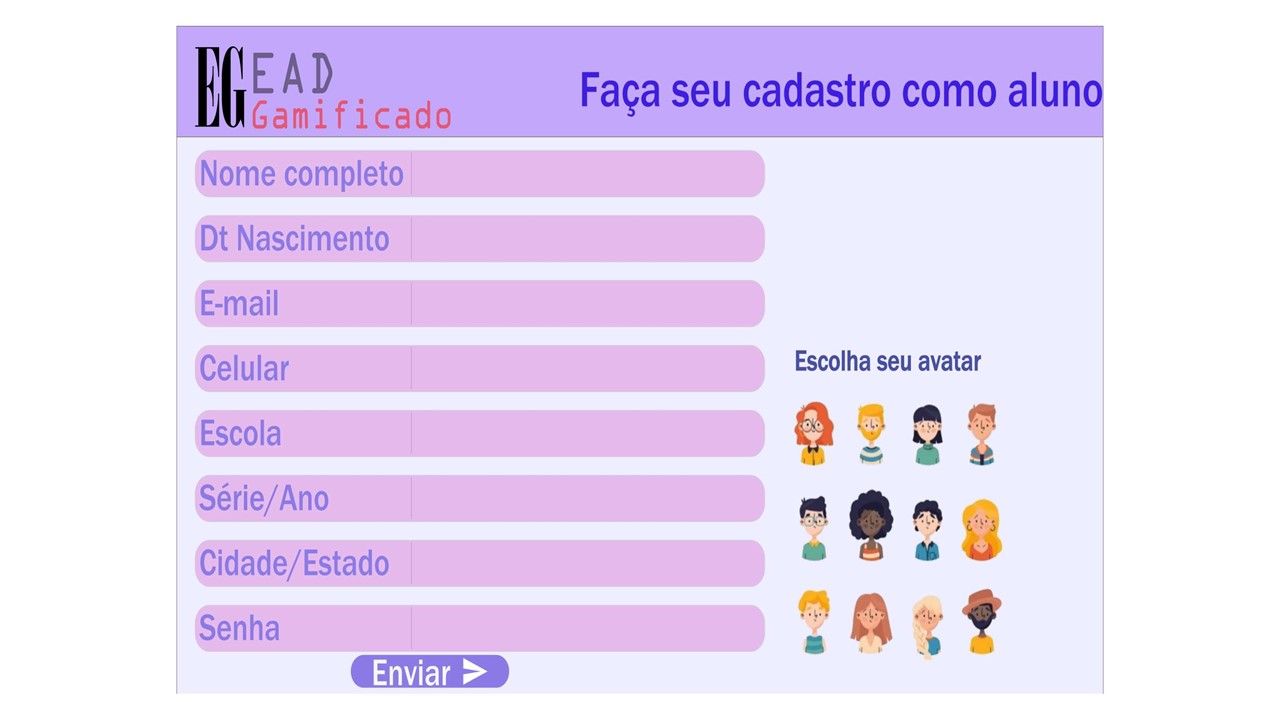 EG EAD
Gamificado
Faça seu cadastro como aluno
Nome completo
Dt Nascimento
E-mail
Celular
Escolha seu avatar
Escola
Série/Ano
Cidade/Estado
Senha
Enviar